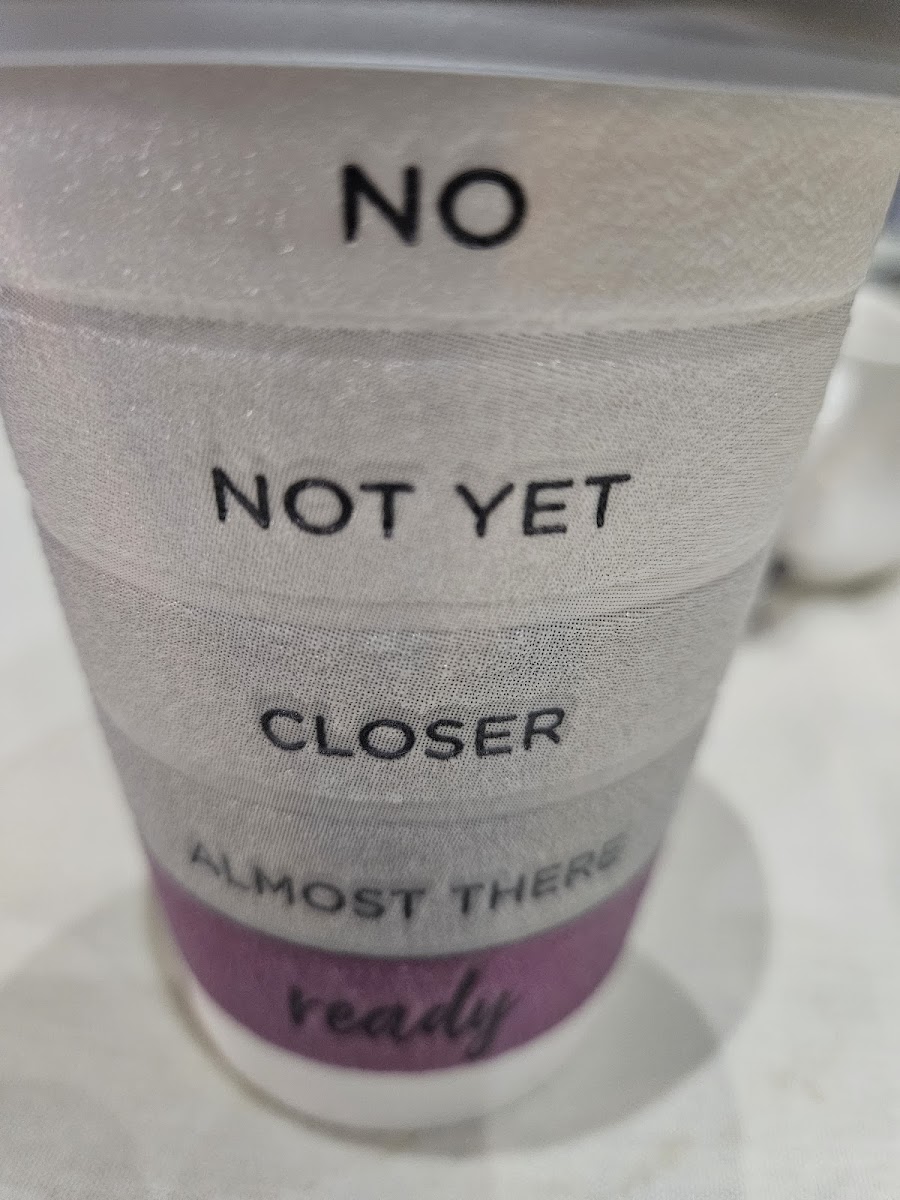 NO
NOT YET
CLOSER
ALMOST THERE
ready